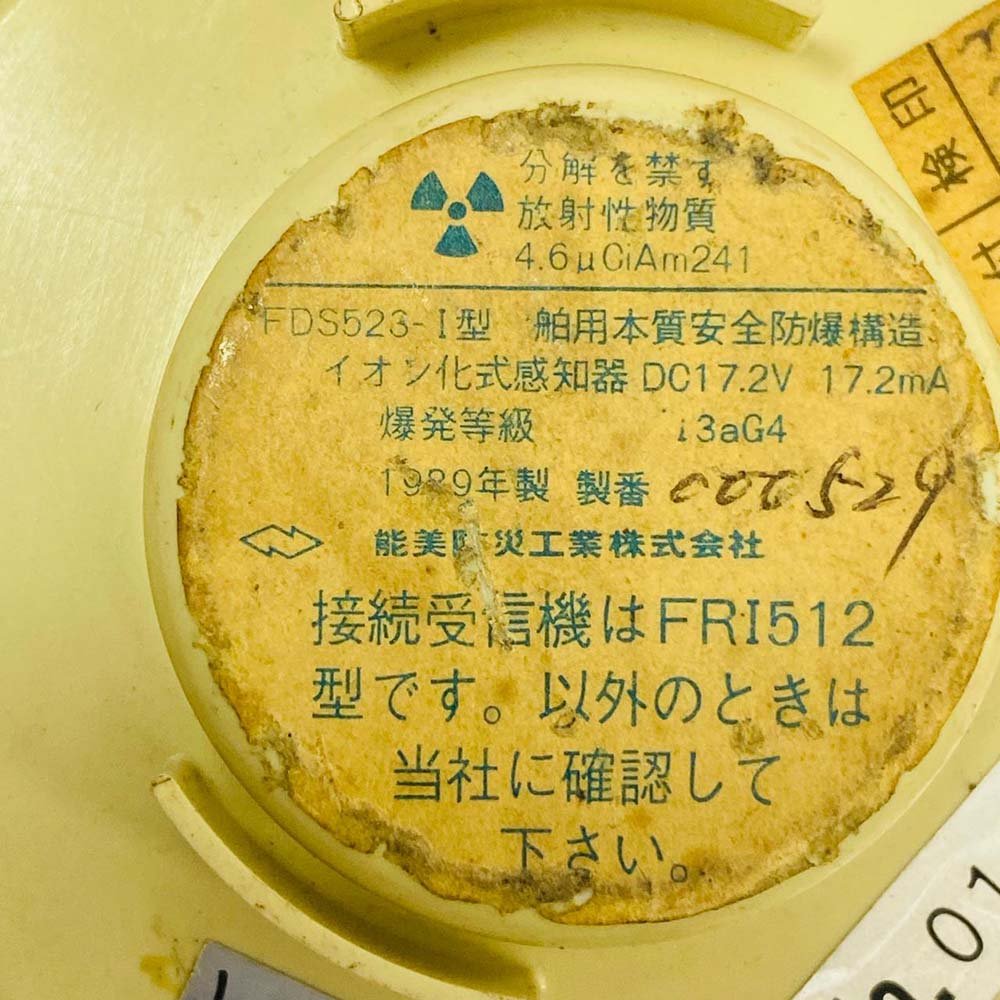 分解を禁ず
放射性物質
4.6μCiAm241
FDS523-I型 舶用本質安全防爆構造
イオン化式感知器 DC17.2V 17.2mA
爆発等級 i3aG4
1989年製 製番
能美防災工業株式会社
接続受信機はFRI512
型です。以外のときは
当社に確認して
下さい。
検印